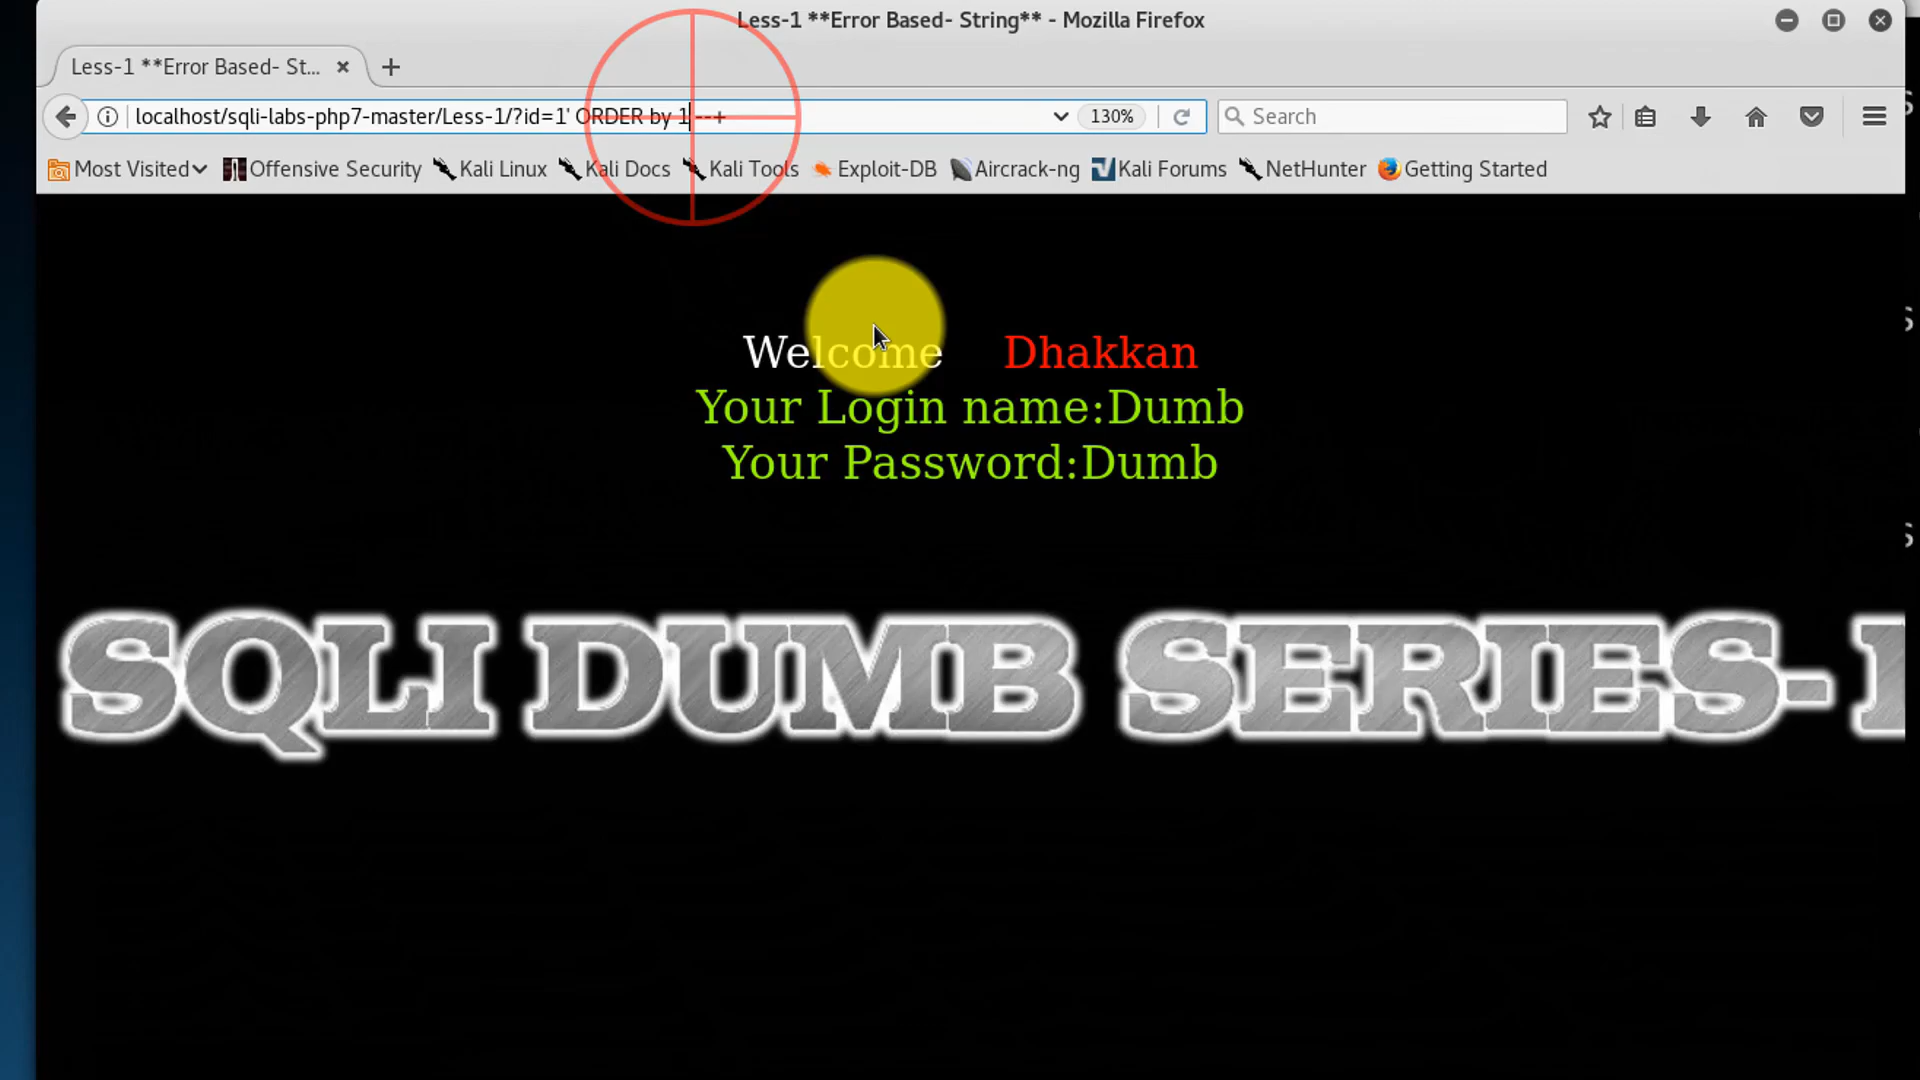 Less-1 **Error Based- String** - Mozilla Firefox
Less-1 **Error Based- St...
localhost/sqli-labs-php7-master/Less-1/?id=1' ORDER by 1 --+
130%
Search
Most Visited Offensive Security Kali Linux Kali Docs Kali Tools Exploit-DB Aircrack-ng Kali Forums NetHunter Getting Started
Welcome Dhakkan
Your Login name:Dumb
Your Password:Dumb
SQLI DUMB SERIES-